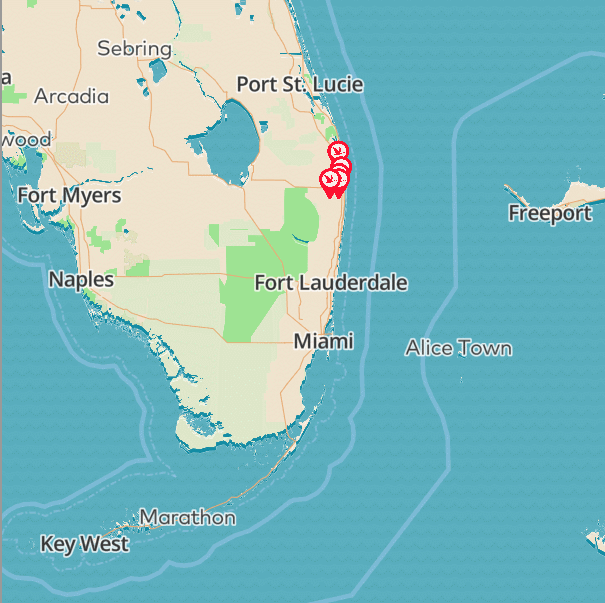 Sebring
Port St. Lucie
a
Arcadia
wood
Fort Myers
Freeport
Naples
Fort Lauderdale
Miami
Alice Town
Marathon
Key West